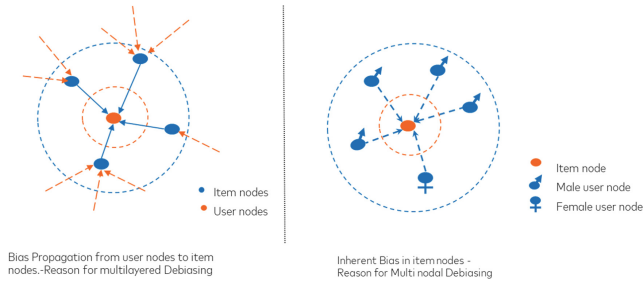 Item nodes
User nodes
Bias Propagation from user nodes to item
nodes.-Reason for multilayered Debiasing
Item node
Male user node
Female user node
Inherent Bias in item nodes -
Reason for Multi nodal Debiasing